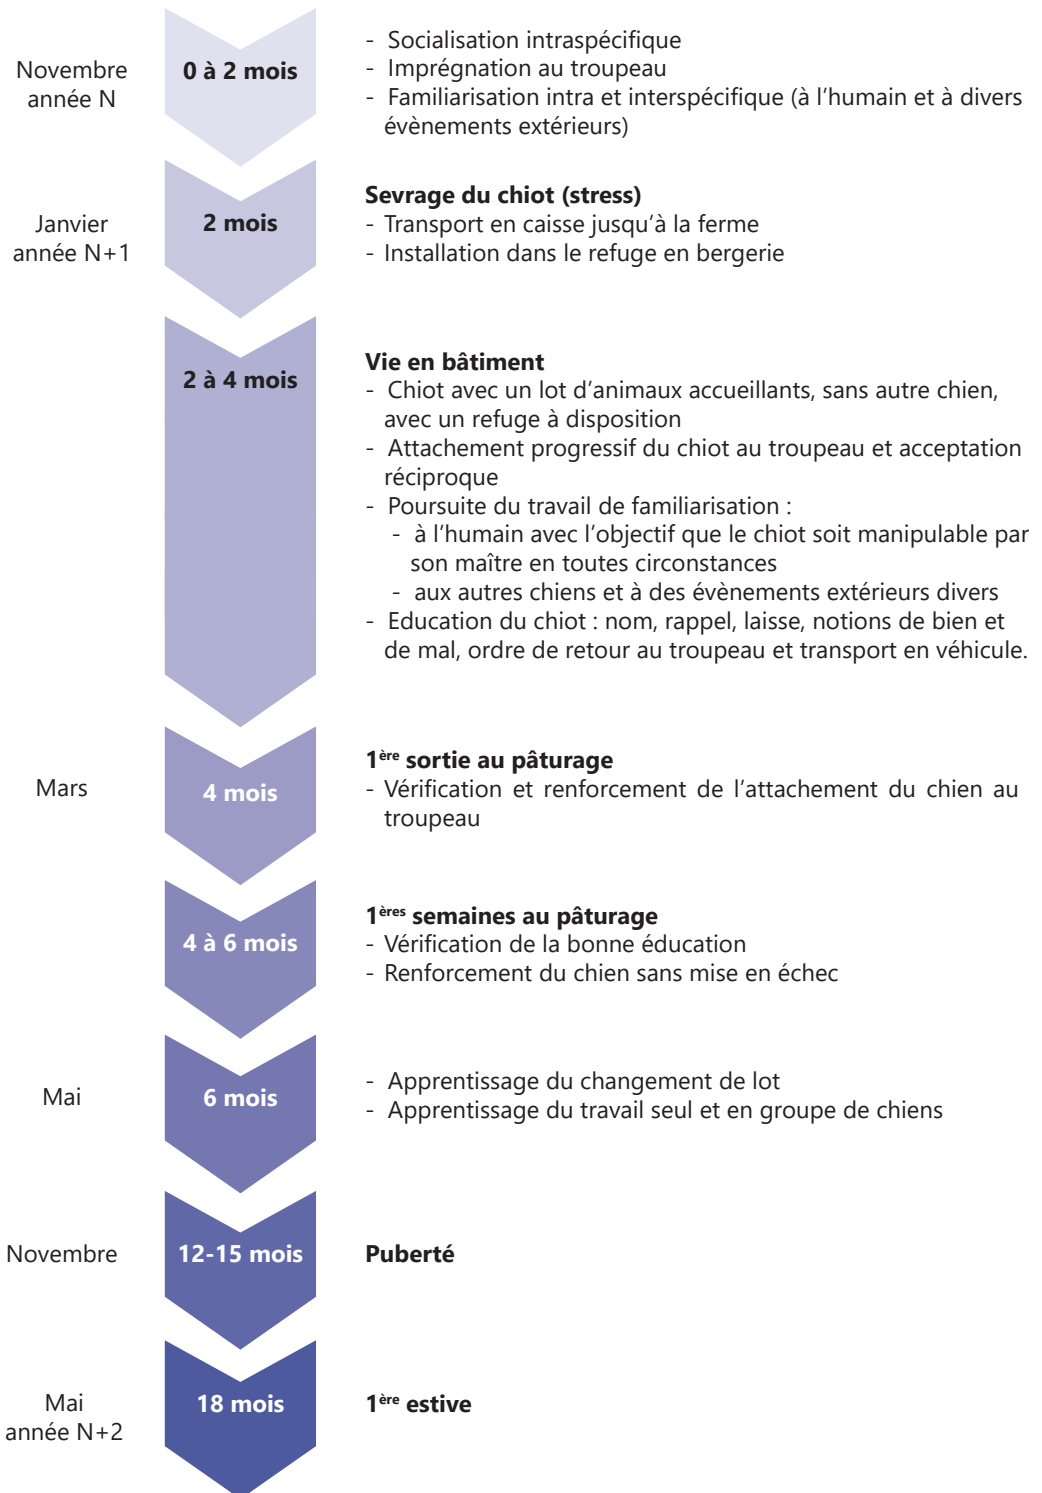 Novembre
année N
0 à 2 mois
- Socialisation intraspécifique
- Imprégnation au troupeau
- Familiarisation intra et interspécifique (à l'humain et à divers
évènements extérieurs)
Janvier
année N+1
2 mois
Sevrage du chiot (stress)
- Transport en caisse jusqu'à la ferme
- Installation dans le refuge en bergerie
2 à 4 mois
Vie en bâtiment
- Chiot avec un lot d'animaux accueillants, sans autre chien,
avec un refuge à disposition
- Attachement progressif du chiot au troupeau et acceptation
réciproque
- Poursuite du travail de familiarisation :
- à l'humain avec l'objectif que le chiot soit manipulable par
son maître en toutes circonstances
- aux autres chiens et à des évènements extérieurs divers
- Education du chiot : nom, rappel, laisse, notions de bien et
de mal, ordre de retour au troupeau et transport en véhicule.
Mars
4 mois
1ère sortie au pâturage
- Vérification et renforcement de l'attachement du chien au
troupeau
4 à 6 mois
1ères semaines au pâturage
- Vérification de la bonne éducation
- Renforcement du chien sans mise en échec
Mai
6 mois
- Apprentissage du changement de lot
- Apprentissage du travail seul et en groupe de chiens
Novembre
12-15 mois
Puberté
Mai
année N+2
18 mois
1ère estive